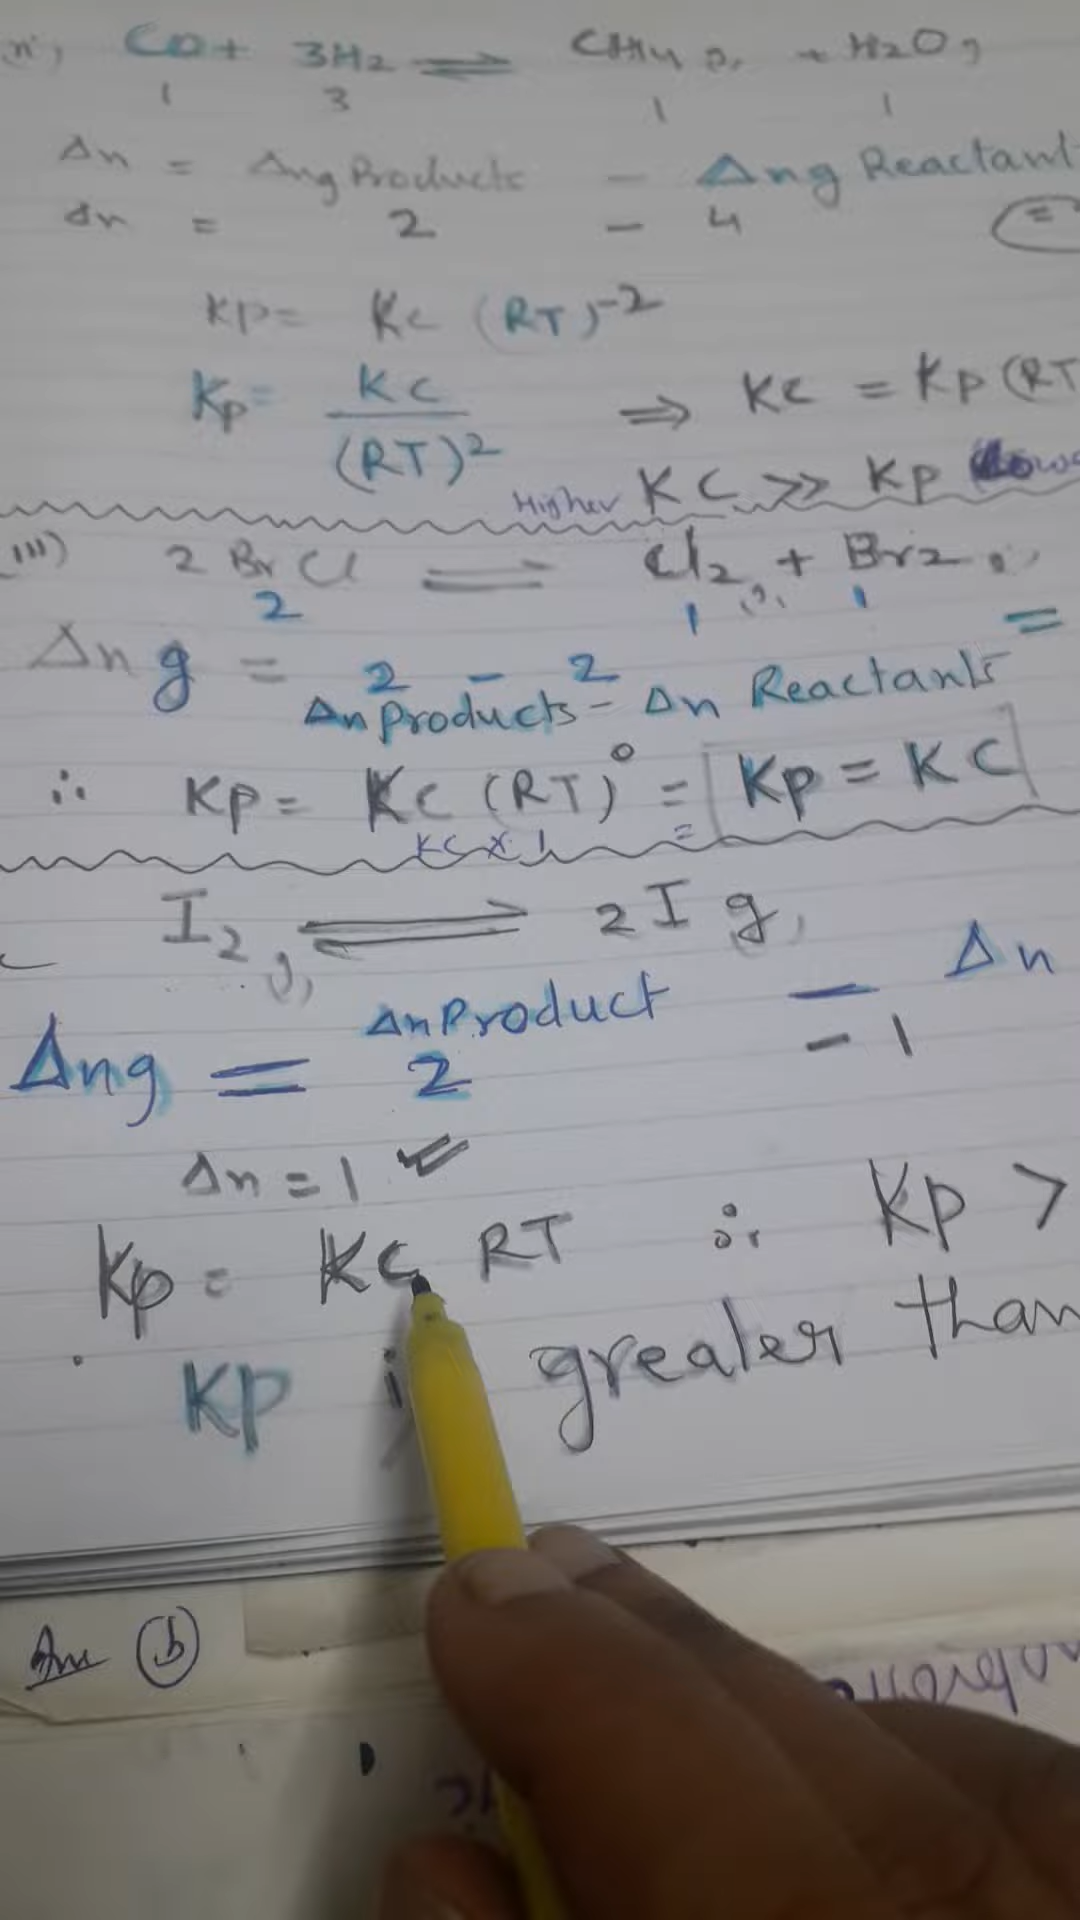 CO + 3H2 ⇌ CH4 + H2O g
1 3 1 1
Δn = Δng Products - Δng Reactant
Δn = 2 - 4 =
KP = KC (RT)-2
Kp = KC / (RT)2 ⇒ KC = KP (RT
Higher KC >> KP
(III) 2 BrCl ⇌ Cl2 g, + Br2
2 1 1
Δn g = 2 - 2 =
Δn Products - Δn Reactants
∴ KP = KC (RT)0 = Kp = KC
KC × 1 =
I2 g, ⇌ 2 I g,
Δng = Δn Product - Δn
2 - 1
Δn = 1 ✓
Kp = KC RT ∴ KP >
KP greater than
Ans (b)